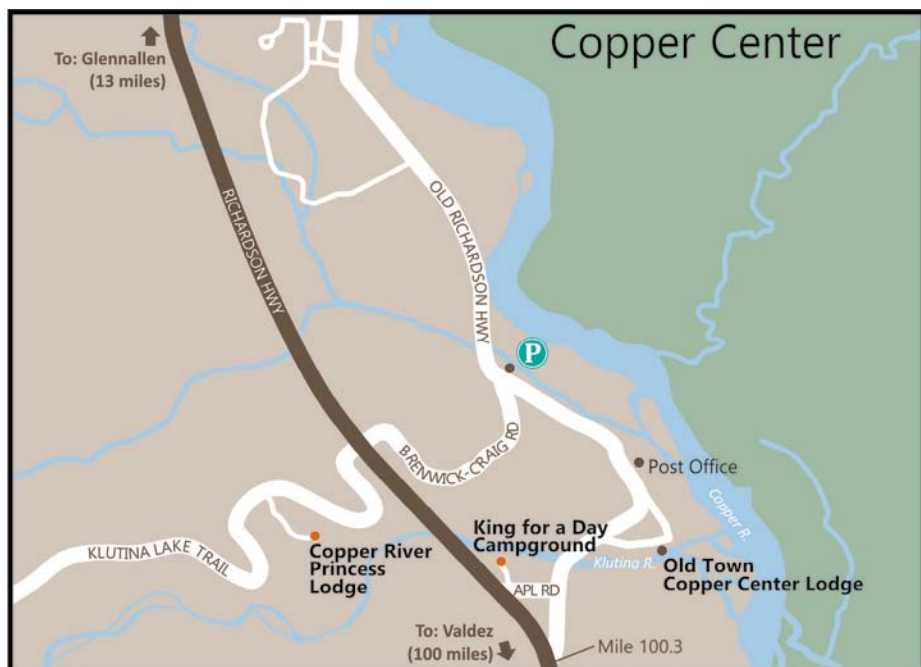 Copper Center
To: Glennallen
(13 miles)
RICHARDSON HWY
OLD RICHARDSON HWY
P
BRENWICK-CRAIG RD
Post Office
Copper R.
KLUTINA LAKE TRAIL
Copper River
Princess
Lodge
King for a Day
Campground
APL RD
Klutina R.
Old Town
Copper Center Lodge
To: Valdez
(100 miles)
Mile 100.3